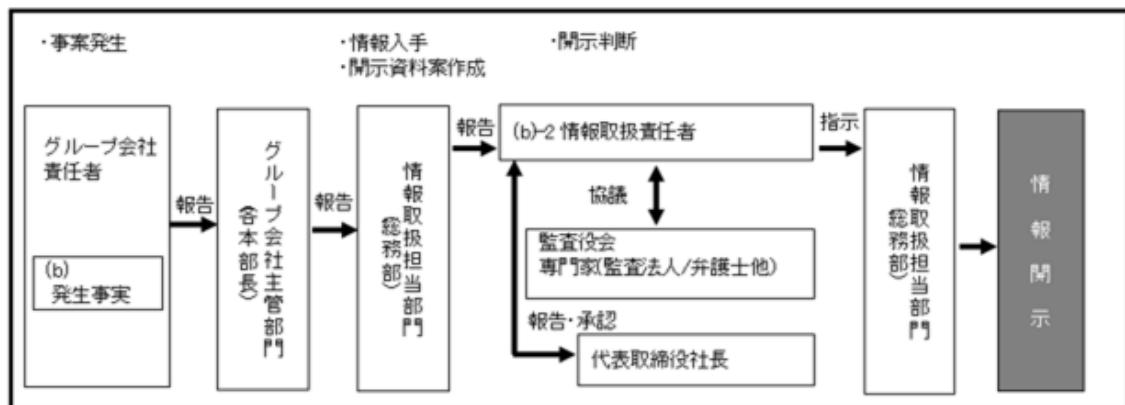 ・事案発生
・情報入手
・開示資料案作成
・開示判断
グループ会社
責任者
(b)
発生事実
報告
グループ会社主管部門
(各本部長)
報告
情報取扱担当部門
(総務部)
報告
(b)-2 情報取扱責任者
協議
監査役会
専門家(監査法人/弁護士他)
報告・承認
代表取締役社長
指示
情報取扱担当部門
(総務部)
情報開示